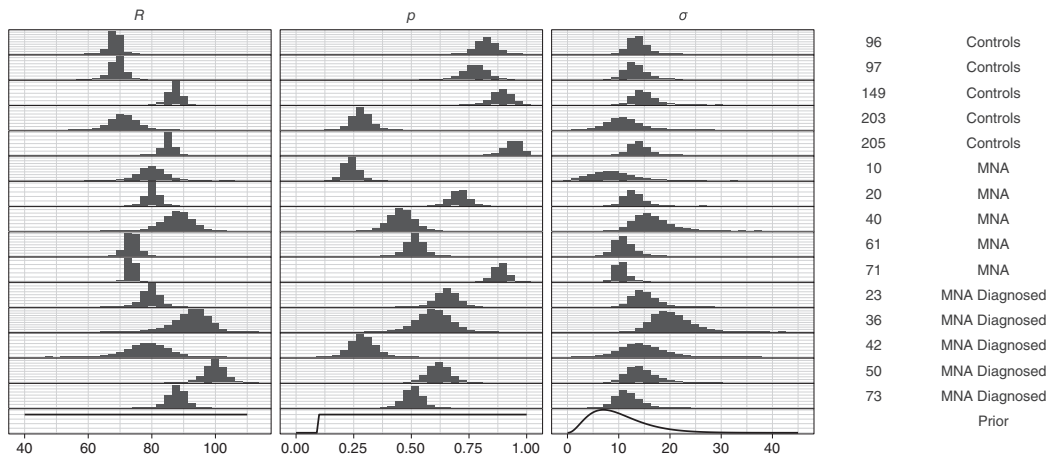 R p σ
96 Controls
97 Controls
149 Controls
203 Controls
205 Controls
10 MNA
20 MNA
40 MNA
61 MNA
71 MNA
23 MNA Diagnosed
36 MNA Diagnosed
42 MNA Diagnosed
50 MNA Diagnosed
73 MNA Diagnosed
Prior
40 60 80 100 0.00 0.25 0.50 0.75 1.00 0 10 20 30 40